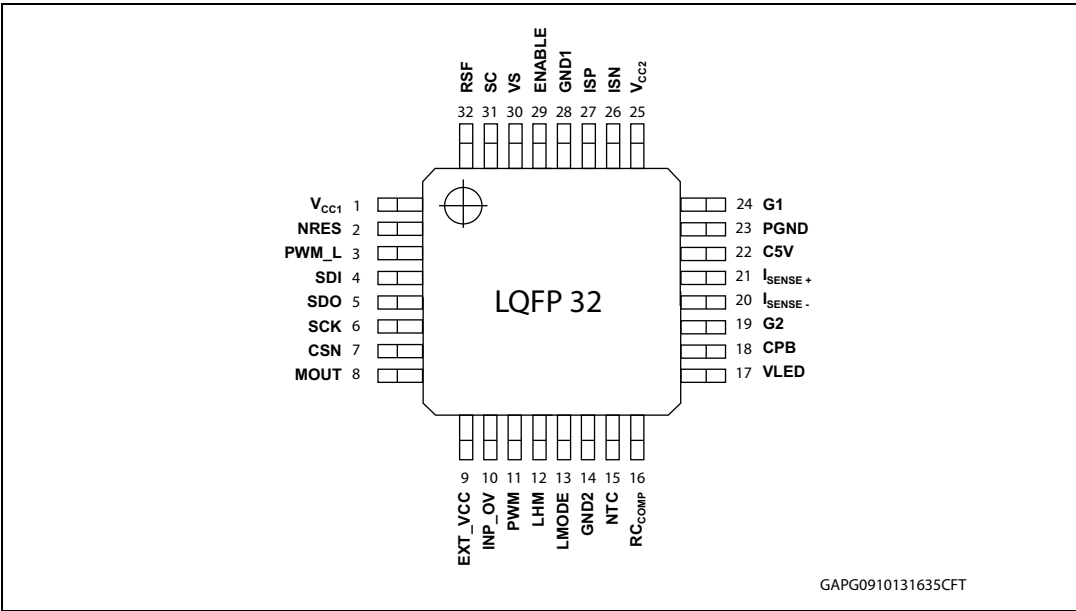 RSF SC VS ENABLE GND1 ISP ISN VCC2
32 31 30 29 28 27 26 25
VCC1 1
NRES 2
PWM_L 3
SDI 4
SDO 5
SCK 6
CSN 7
MOUT 8
LQFP 32
24 G1
23 PGND
22 C5V
21 ISENSE +
20 ISENSE -
19 G2
18 CPB
17 VLED
9 10 11 12 13 14 15 16
EXT_VCC INP_OV PWM LHM LMODE GND2 NTC RCCOMP
GAPG0910131635CFT